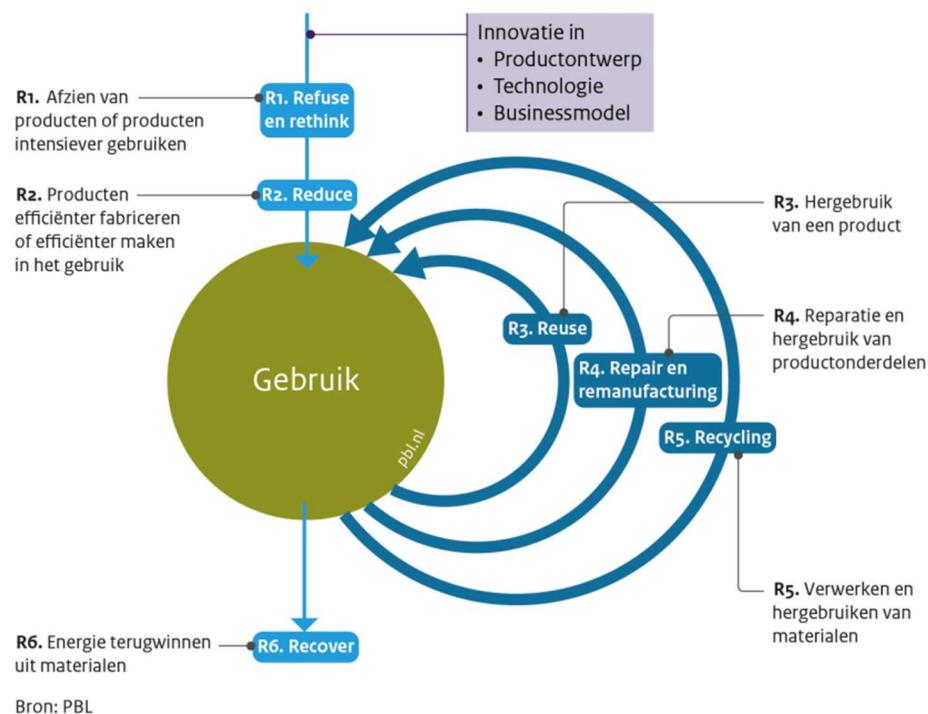 Innovatie in
• Productontwerp
• Technologie
• Businessmodel
R1. Afzien van
producten of producten
intensiever gebruiken
R1. Refuse
en rethink
R2. Producten
efficiënter fabriceren
of efficiënter maken
in het gebruik
R2. Reduce
R3. Hergebruik
van een product
R3. Reuse
R4. Reparatie en
hergebruik van
productonderdelen
R4. Repair en
remanufacturing
Gebruik
pbl.nl
R5. Recycling
R5. Verwerken en
hergebruiken van
materialen
R6. Energie terugwinnen
uit materialen
R6. Recover
Bron: PBL